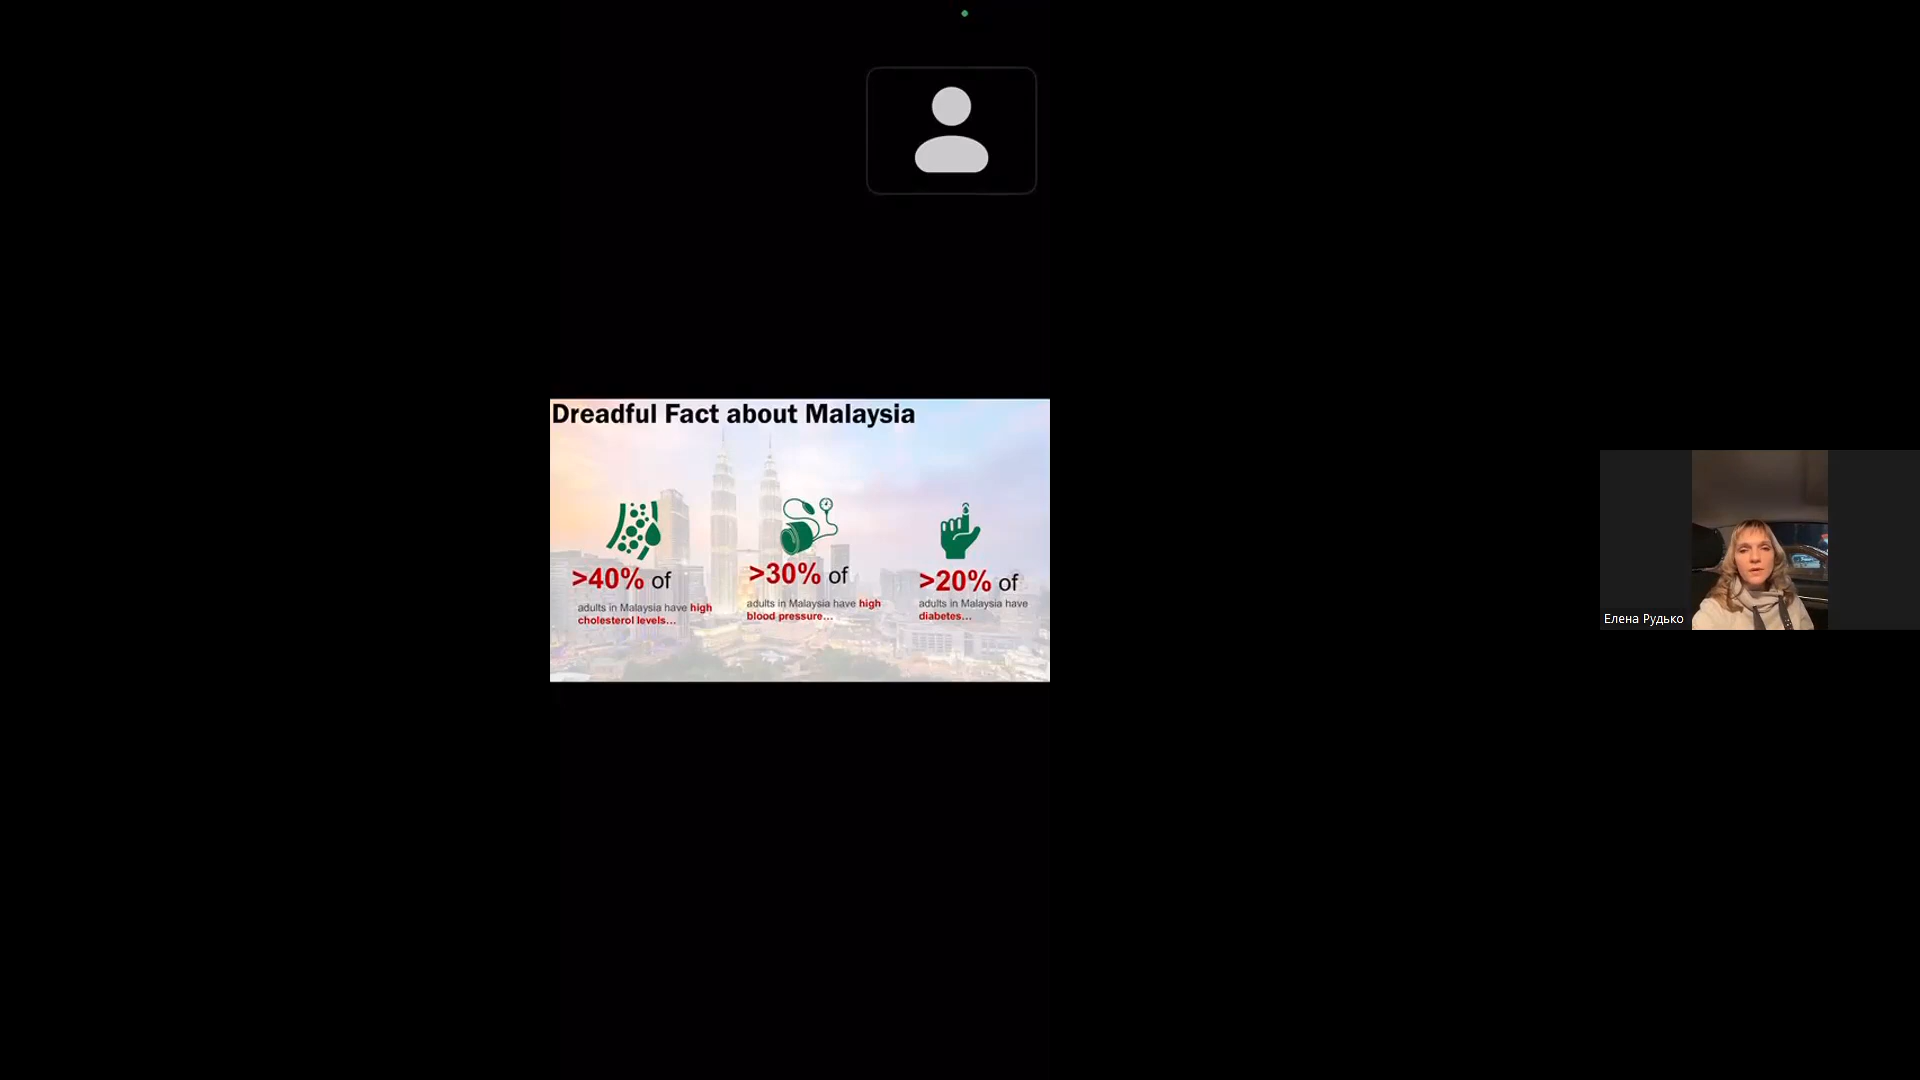 Dreadful Fact about Malaysia
>40% of
adults in Malaysia have high
cholesterol levels...
>30% of
adults in Malaysia have high
blood pressure...
>20% of
adults in Malaysia have
diabetes...
Елена Рудько